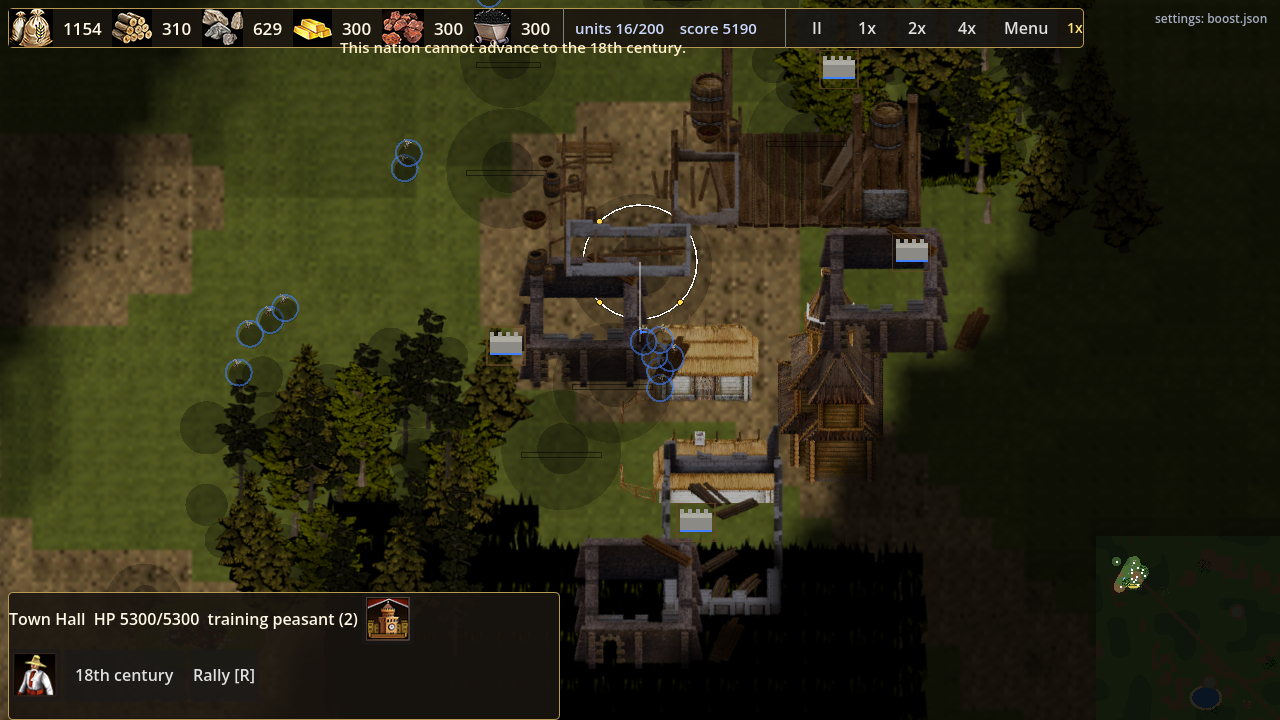 1154 310 629 300 300 300 units 16/200 score 5190 II 1x 2x 4x Menu 1x
settings: boost.json
This nation cannot advance to the 18th century.
Town Hall HP 5300/5300 training peasant (2)
18th century Rally [R]